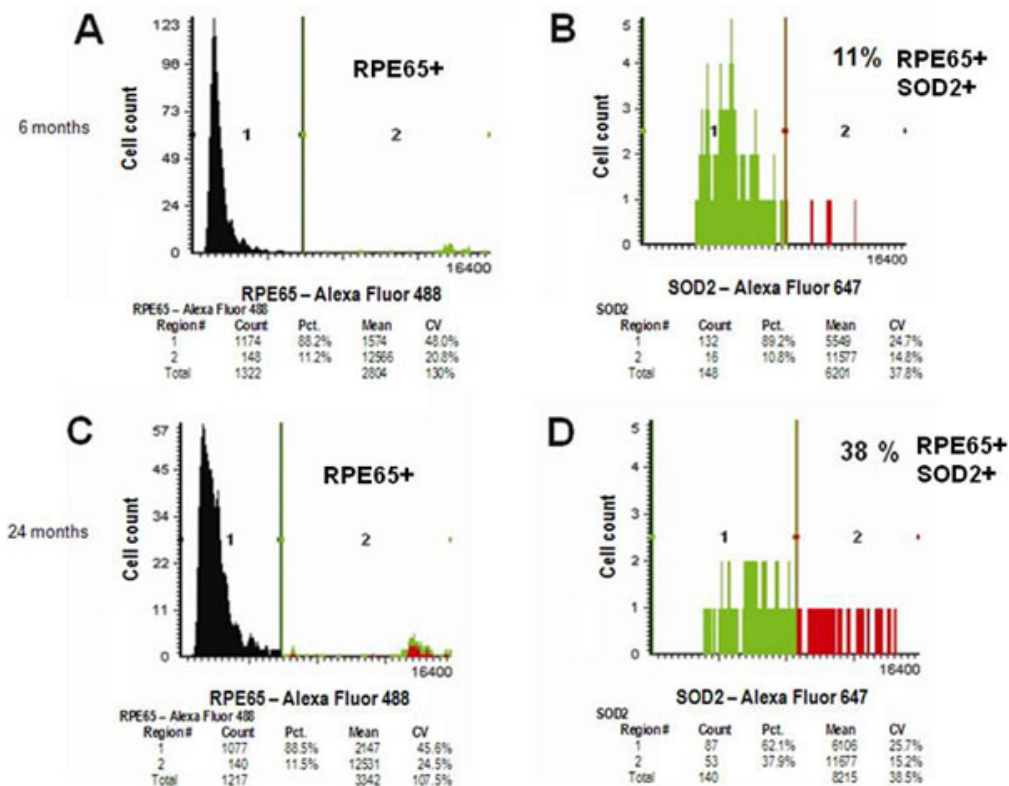 A
123
98
73
49
24
0
Cell count
6 months
RPE65+
1
2
16400
RPE65 – Alexa Fluor 488
RPE65 – Alexa Fluor 488
Region# Count Pct. Mean CV
1 1174 88.2% 1574 48.0%
2 148 11.2% 12566 20.8%
Total 1322 2804 130%
B
5
4
3
2
1
0
Cell count
11% RPE65+
SOD2+
1
2
16400
SOD2 – Alexa Fluor 647
SOD2
Region# Count Pct. Mean CV
1 132 89.2% 5549 24.7%
2 16 10.8% 11577 14.8%
Total 148 6201 37.8%
C
57
45
34
22
11
0
Cell count
24 months
RPE65+
1
2
16400
RPE65 – Alexa Fluor 488
RPE65 – Alexa Fluor 488
Region# Count Pct. Mean CV
1 1077 88.5% 2147 45.6%
2 140 11.5% 12531 24.5%
Total 1217 3342 107.5%
D
5
4
3
2
1
0
Cell count
38 % RPE65+
SOD2+
1
2
16400
SOD2 – Alexa Fluor 647
SOD2
Region# Count Pct. Mean CV
1 87 62.1% 6106 25.7%
2 53 37.9% 11677 15.2%
Total 140 8215 38.5%